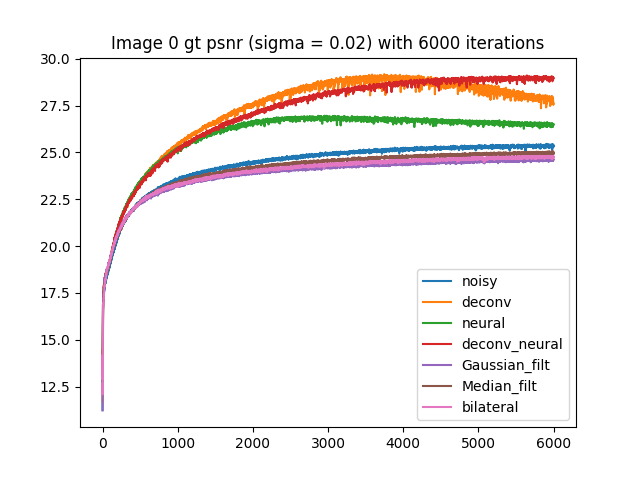 Image 0 gt psnr (sigma = 0.02) with 6000 iterations
30.0
27.5
25.0
22.5
20.0
17.5
15.0
12.5
noisy
deconv
neural
deconv_neural
Gaussian_filt
Median_filt
bilateral
0 1000 2000 3000 4000 5000 6000